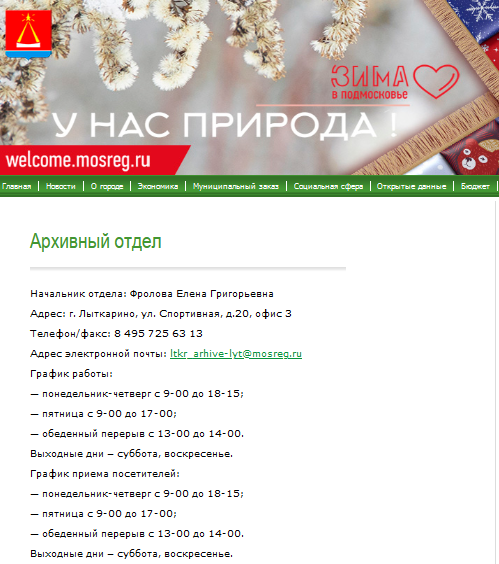 ЗИМА
В ПОДМОСКОВЬЕ
У НАС ПРИРОДА !
welcome.mosreg.ru
Главная | Новости | О городе | Экономика | Муниципальный заказ | Социальная сфера | Открытые данные | Бюджет |
Архивный отдел
Начальник отдела: Фролова Елена Григорьевна
Адрес: г. Лыткарино, ул. Спортивная, д.20, офис 3
Телефон/факс: 8 495 725 63 13
Адрес электронной почты: ltkr_arhive-lyt@mosreg.ru
График работы:
— понедельник-четверг с 9-00 до 18-15;
— пятница с 9-00 до 17-00;
— обеденный перерыв с 13-00 до 14-00.
Выходные дни – суббота, воскресенье.
График приема посетителей:
— понедельник-четверг с 9-00 до 18-15;
— пятница с 9-00 до 17-00;
— обеденный перерыв с 13-00 до 14-00.
Выходные дни – суббота, воскресенье.